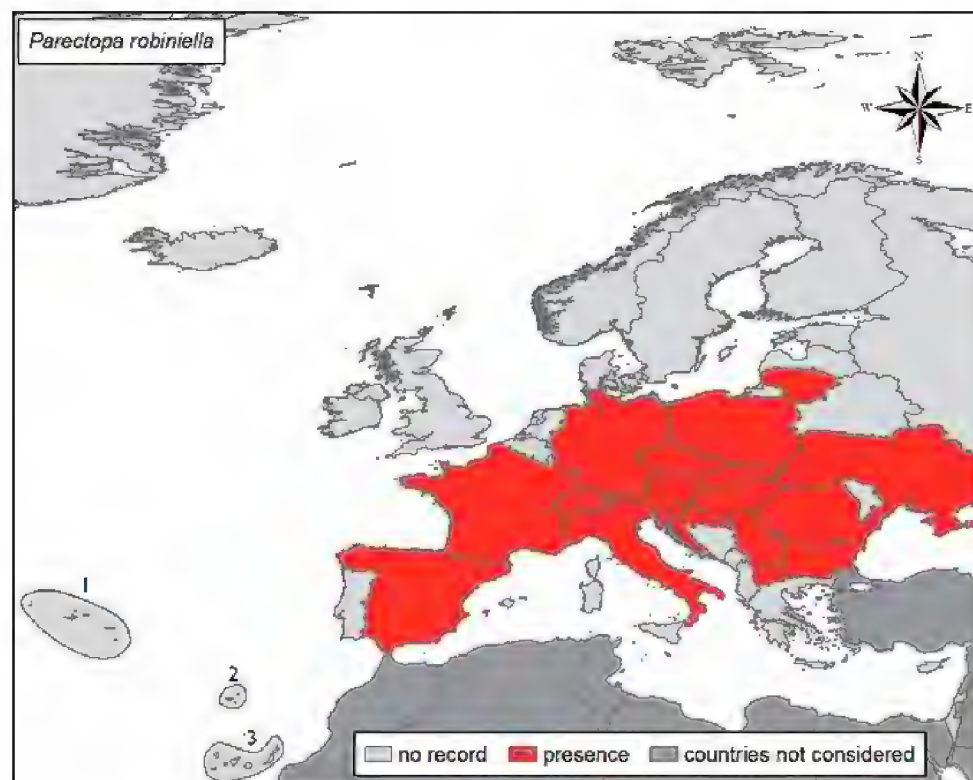 Parectopa robiniella
N
W E
S
1
2
3
no record presence countries not considered